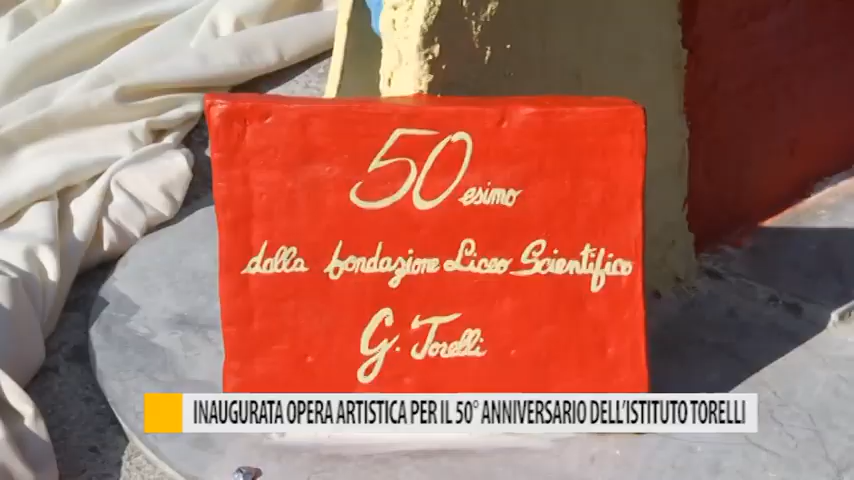 50 esimo
dalla fondazione Liceo Scientifico
G. Torelli
INAUGURATA OPERA ARTISTICA PER IL 50° ANNIVERSARIO DELL'ISTITUTO TORELLI